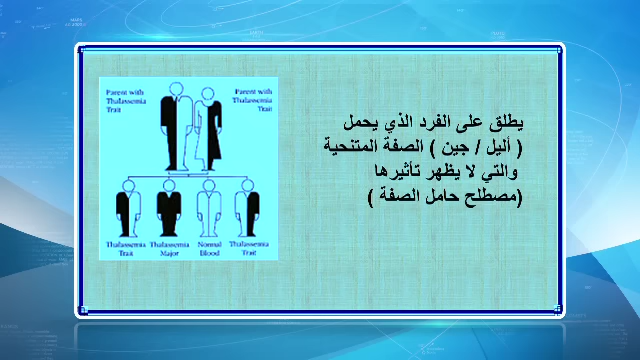 يطلق على الفرد الذي يحمل
( أليل / جين ) الصفة المتنحية
والتي لا يظهر تأثيرها
(مصطلح حامل الصفة )
Parent with
Thalassemia
Trait
Parent with
Thalassemia
Trait
Thalassemia
Trait
Thalassemia
Major
Normal
Blood
Thalassemia
Trait